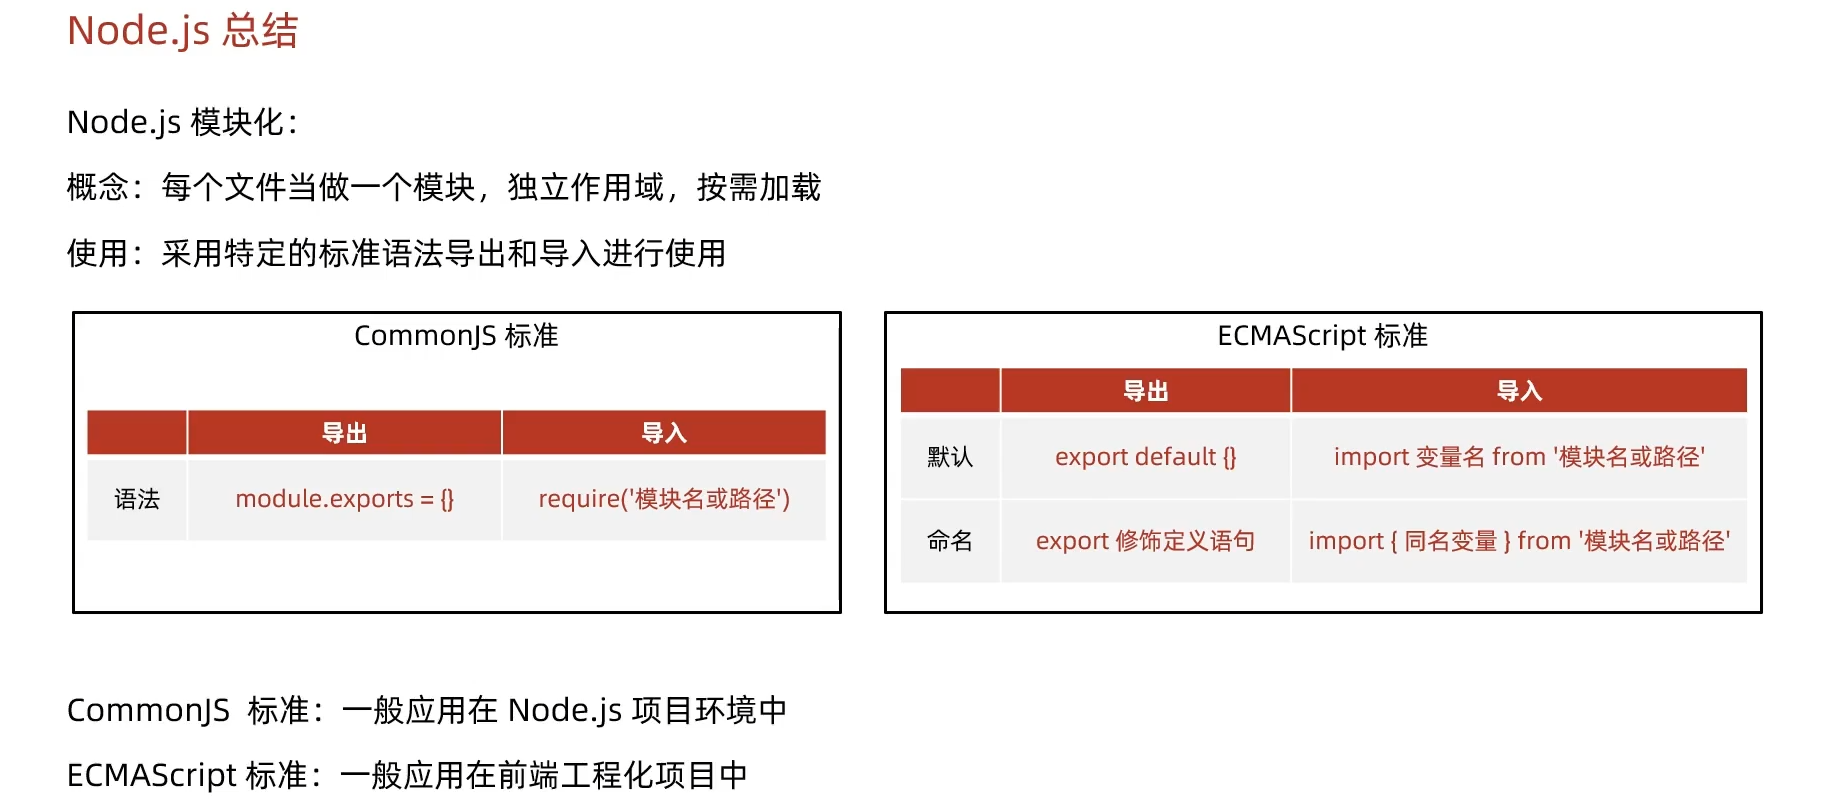 Node.js 总结
Node.js 模块化：
概念：每个文件当做一个模块，独立作用域，按需加载
使用：采用特定的标准语法导出和导入进行使用
CommonJS 标准
导出 导入
语法 module.exports = {} require('模块名或路径')
ECMAScript 标准
导出 导入
默认 export default {} import 变量名 from '模块名或路径'
命名 export 修饰定义语句 import { 同名变量 } from '模块名或路径'
CommonJS 标准：一般应用在 Node.js 项目环境中
ECMAScript 标准：一般应用在前端工程化项目中